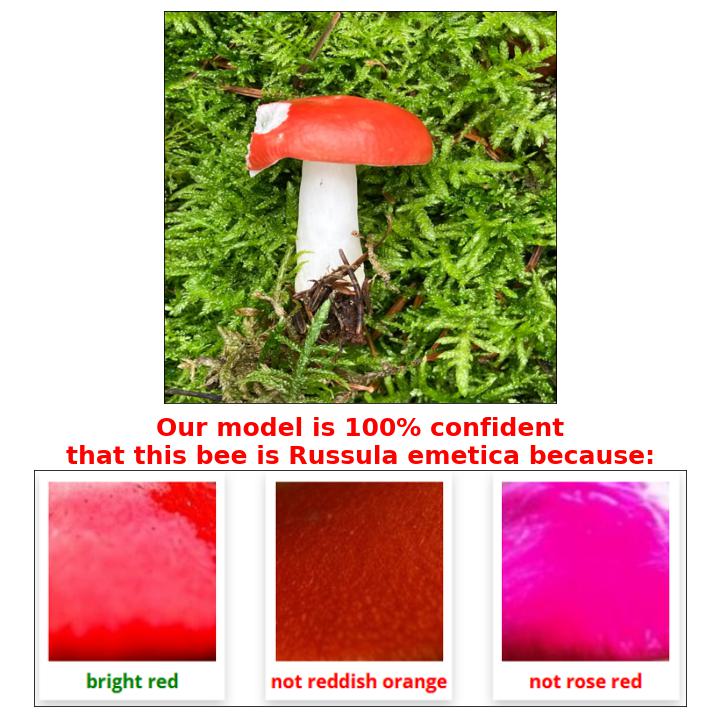 Our model is 100% confident
that this bee is Russula emetica because:
bright red
not reddish orange
not rose red